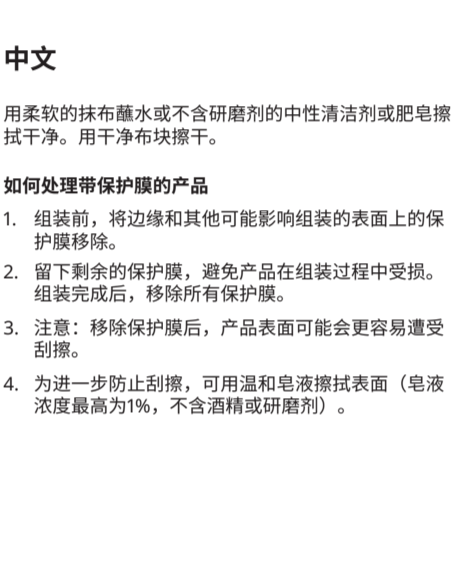 中文
用柔软的抹布蘸水或不含研磨剂的中性清洁剂或肥皂擦
拭干净。用干净布块擦干。
如何处理带保护膜的产品
1. 组装前，将边缘和其他可能影响组装的表面上的保
护膜移除。
2. 留下剩余的保护膜，避免产品在组装过程中受损。
组装完成后，移除所有保护膜。
3. 注意：移除保护膜后，产品表面可能会更容易遭受
刮擦。
4. 为进一步防止刮擦，可用温和皂液擦拭表面（皂液
浓度最高为1%，不含酒精或研磨剂）。